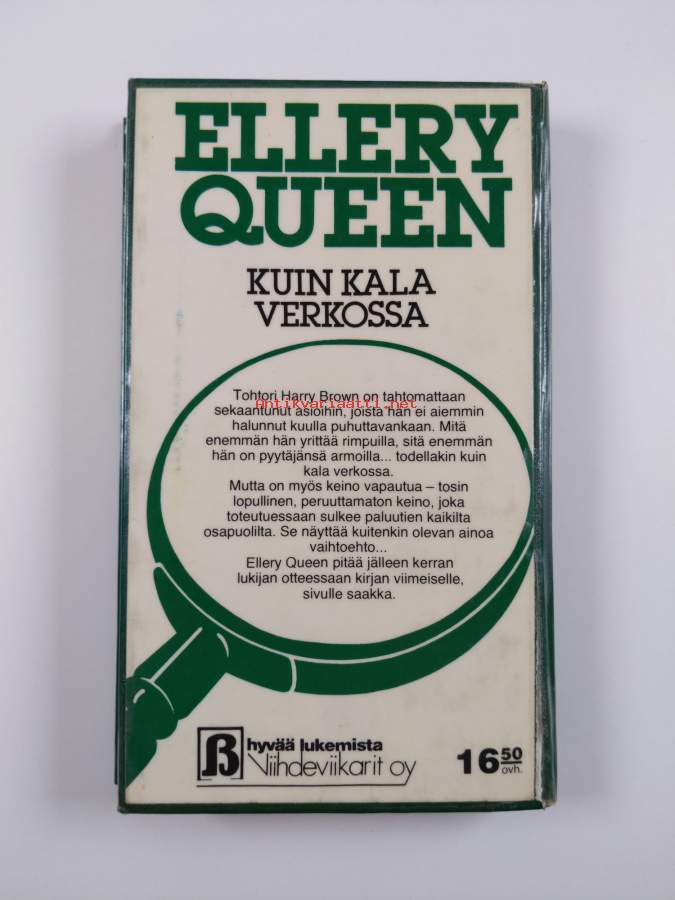 ELLERY
QUEEN
KUIN KALA
VERKOSSA
Tohtori Harry Brown on tahtomattaan
Antikvariaatti.net
sekaantunut asioihin, joista hän ei aiemmin
halunnut kuulla puhuttavankaan. Mitä
enemmän hän yrittää rimpuilla, sitä enemmän
hän on pyytäjänsä armoilla... todellakin kuin
kala verkossa.
Mutta on myös keino vapautua – tosin
lopullinen, peruuttamaton keino, joka
toteutuessaan sulkee paluutien kaikilta
osapuolilta. Se näyttää kuitenkin olevan ainoa
vaihtoehto...
Ellery Queen pitää jälleen kerran
lukijan otteessaan kirjan viimeiselle,
sivulle saakka.
hyvää lukemista
Viihdeviikarit oy
16 50
ovh.